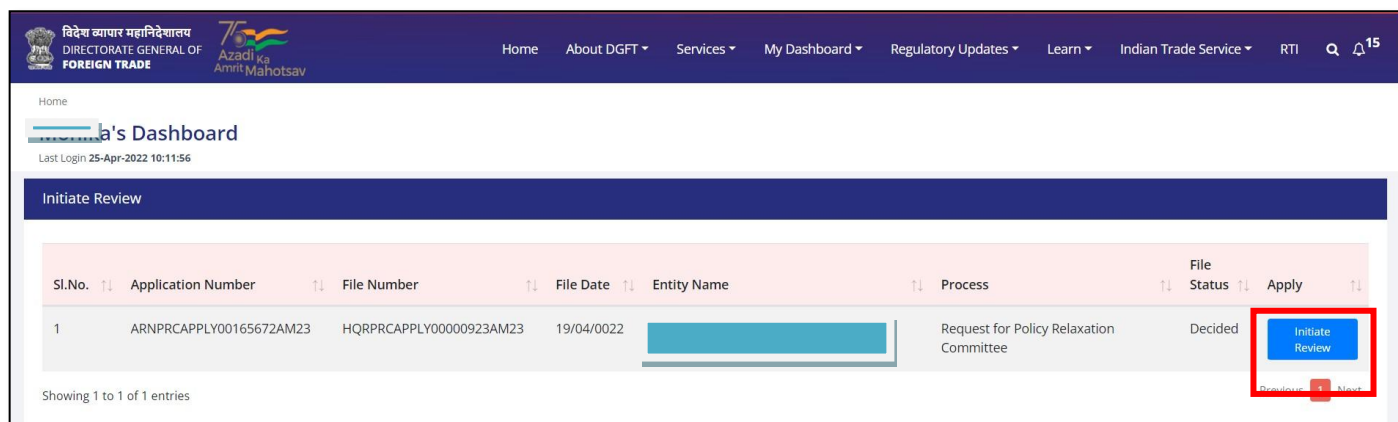 विदेश व्यापार महानिदेशालय
DIRECTORATE GENERAL OF
FOREIGN TRADE
75
Azadi Ka
Amrit Mahotsav
Home About DGFT Services My Dashboard Regulatory Updates Learn Indian Trade Service RTI 15
Home
a's Dashboard
Last Login 25-Apr-2022 10:11:56
Initiate Review
Sl.No. Application Number File Number File Date Entity Name Process File Status Apply
1 ARNPRCAPPLY00165672AM23 HQRPRCAPPLY00000923AM23 19/04/0022 Request for Policy Relaxation Committee Decided Initiate Review
Showing 1 to 1 of 1 entries
Previous 1 Next